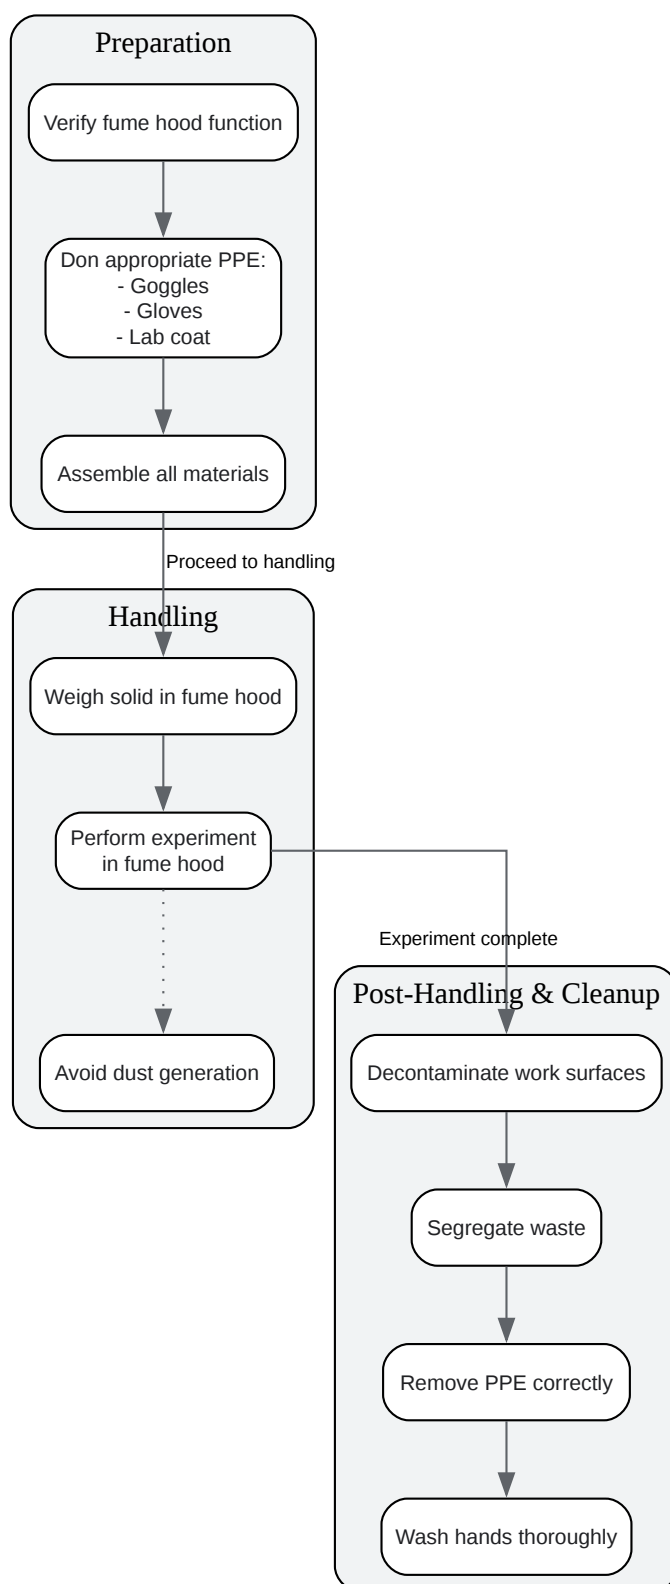 Preparation
Verify fume hood function
Don appropriate PPE:
- Goggles
- Gloves
- Lab coat
Assemble all materials
Proceed to handling
Handling
Weigh solid in fume hood
Perform experiment
in fume hood
Experiment complete
Avoid dust generation
Post-Handling & Cleanup
Decontaminate work surfaces
Segregate waste
Remove PPE correctly
Wash hands thoroughly